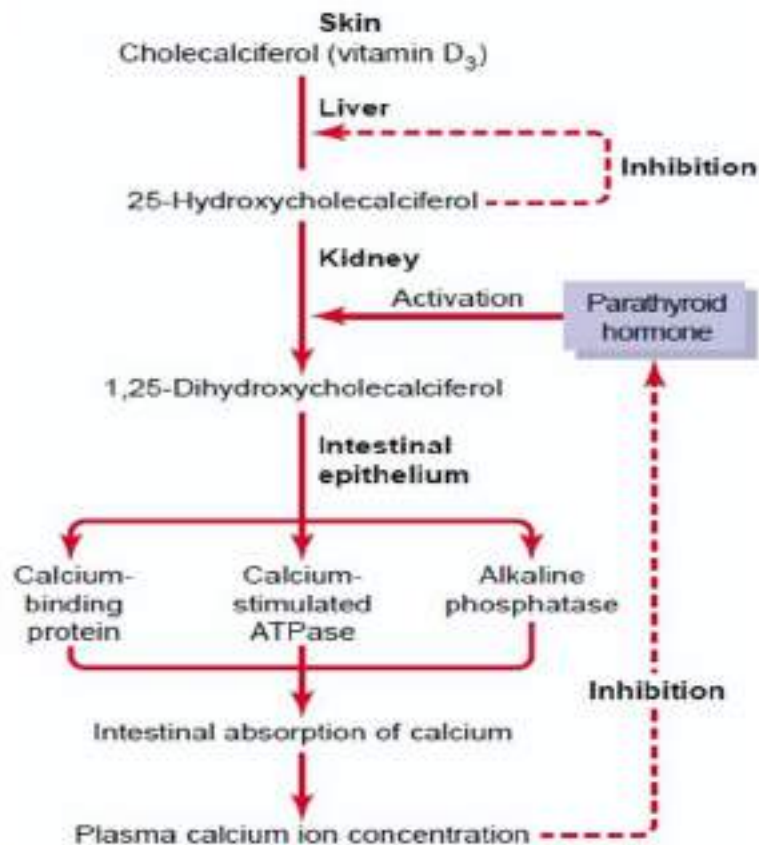 Skin
Cholecalciferol (vitamin D₃)
Liver
Inhibition
25-Hydroxycholecalciferol
Kidney
Activation
Parathyroid
hormone
1,25-Dihydroxycholecalciferol
Intestinal
epithelium
Calcium-
binding
protein
Calcium-
stimulated
ATPase
Alkaline
phosphatase
Inhibition
Intestinal absorption of calcium
Plasma calcium ion concentration